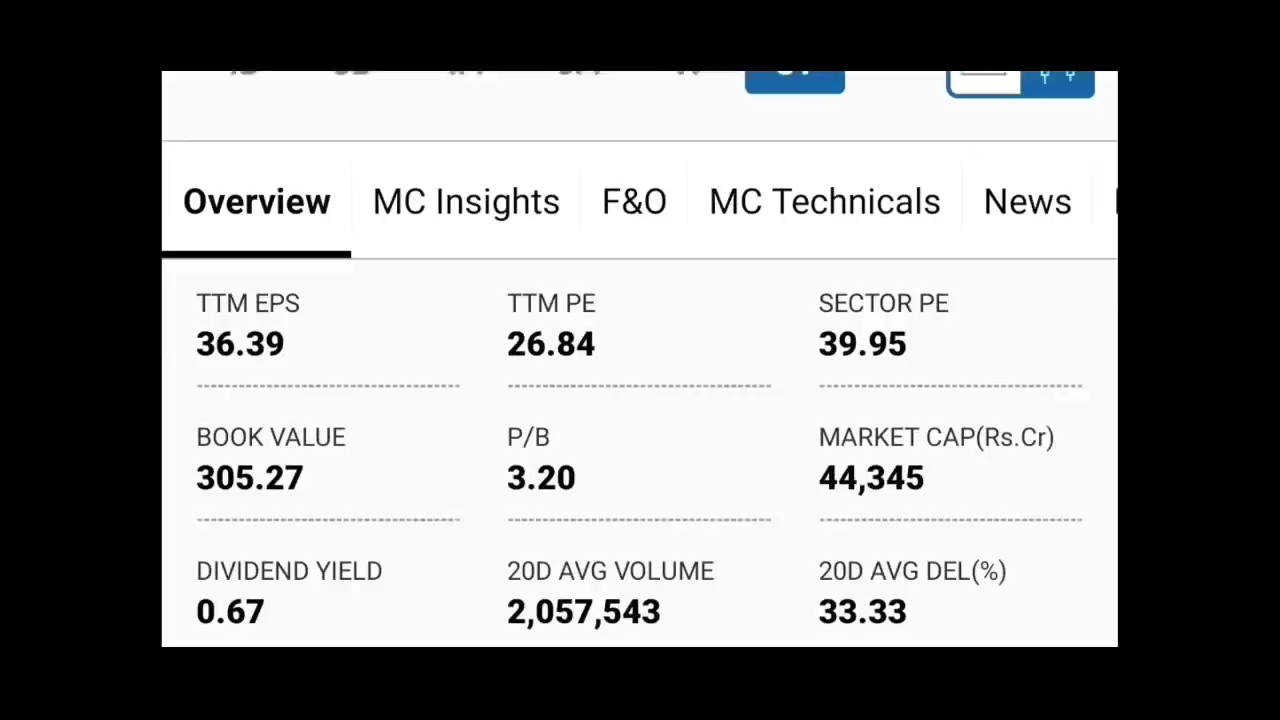 Overview MC Insights F&O MC Technicals News
TTM EPS TTM PE SECTOR PE
36.39 26.84 39.95
BOOK VALUE P/B MARKET CAP(Rs.Cr)
305.27 3.20 44,345
DIVIDEND YIELD 20D AVG VOLUME 20D AVG DEL(%)
0.67 2,057,543 33.33